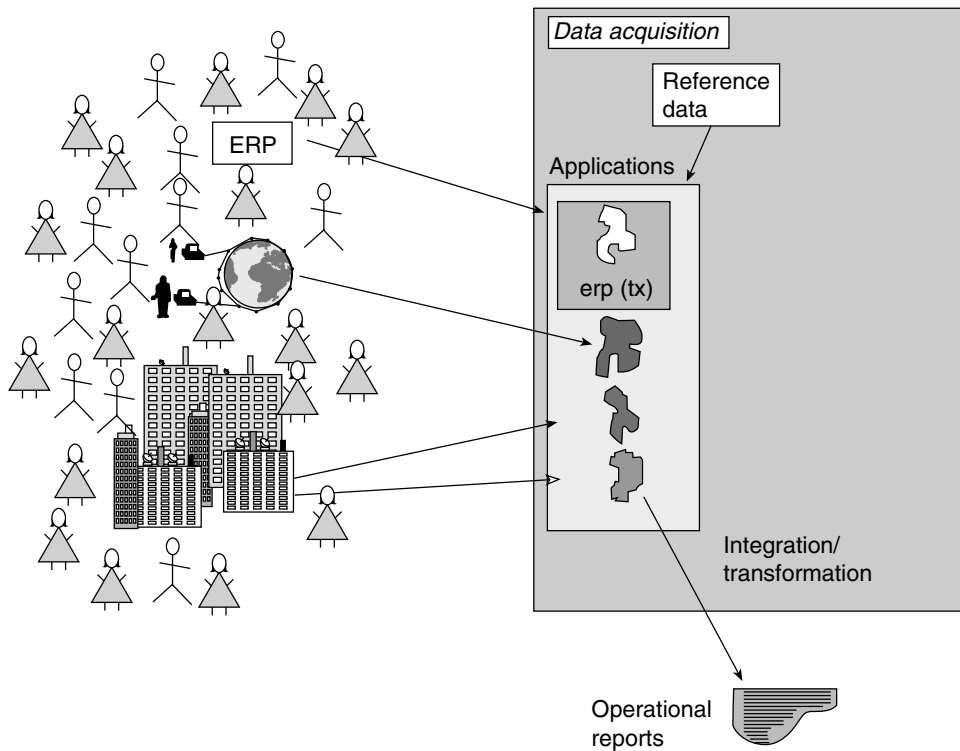 Data acquisition
Reference
data
ERP
Applications
erp (tx)
Integration/
transformation
Operational
reports